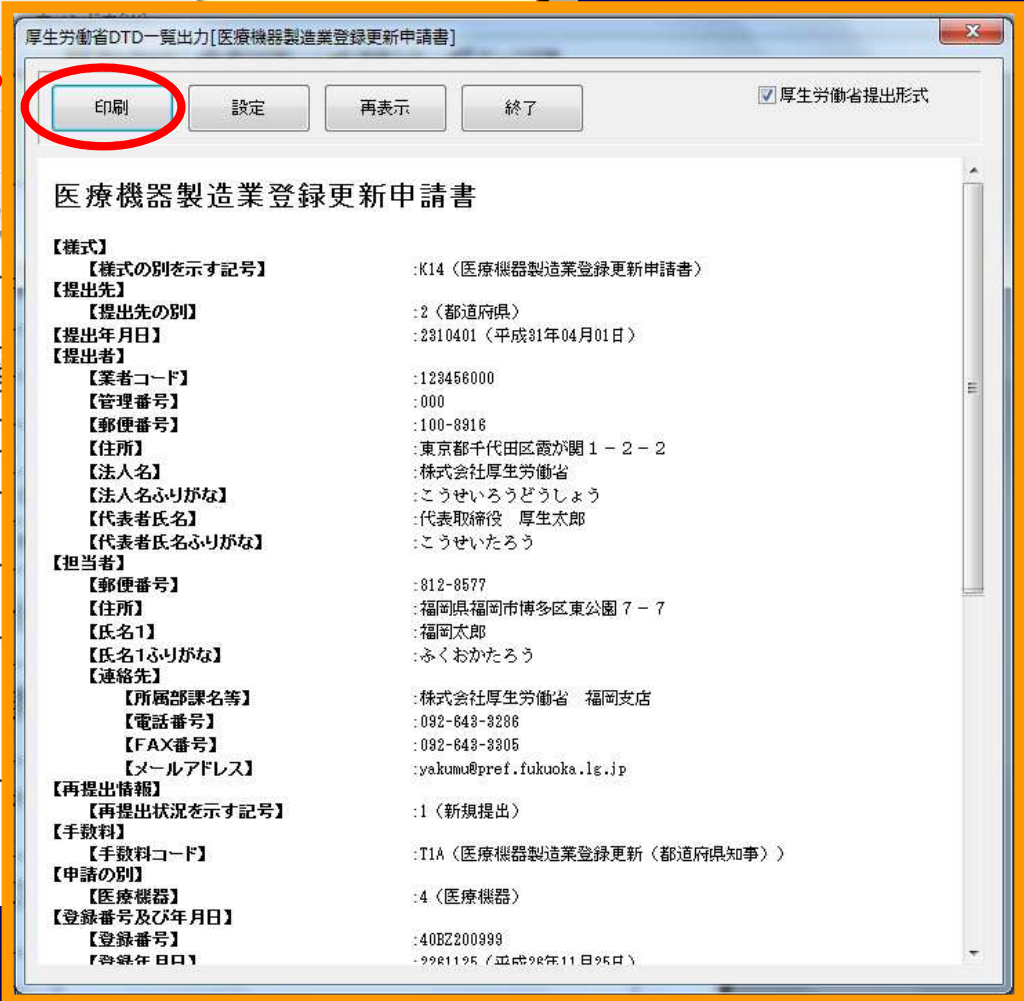 厚生労働省DTD一覧出力[医療機器製造業登録更新申請書]
印刷 設定 再表示 終了 厚生労働省提出形式
医療機器製造業登録更新申請書
【様式】
【様式の別を示す記号】 :K14（医療機器製造業登録更新申請書）
【提出先】
【提出先の別】 :2（都道府県）
【提出年月日】 :2310401（平成31年04月01日）
【提出者】
【業者コード】 :123456000
【管理番号】 :000
【郵便番号】 :100-8916
【住所】 :東京都千代田区霞が関１－２－２
【法人名】 :株式会社厚生労働省
【法人名ふりがな】 :こうせいろうどうしょう
【代表者氏名】 :代表取締役　厚生太郎
【代表者氏名ふりがな】 :こうせいたろう
【担当者】
【郵便番号】 :812-8577
【住所】 :福岡県福岡市博多区東公園７－７
【氏名1】 :福岡太郎
【氏名1ふりがな】 :ふくおかたろう
【連絡先】
【所属部課名等】 :株式会社厚生労働省　福岡支店
【電話番号】 :092-643-3286
【FAX番号】 :092-643-3305
【メールアドレス】 :yakumu@pref.fukuoka.lg.jp
【再提出情報】
【再提出状況を示す記号】 :1（新規提出）
【手数料】
【手数料コード】 :T1A（医療機器製造業登録更新（都道府県知事））
【申請の別】
【医療機器】 :4（医療機器）
【登録番号及び年月日】
【登録番号】 :40BZ200999
【登録年月日】 :2261125（平成26年11月25日）